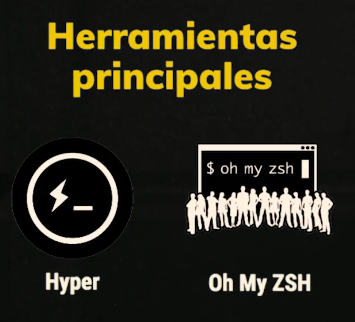 Herramientas
principales
$ oh my zsh
Hyper
Oh My ZSH